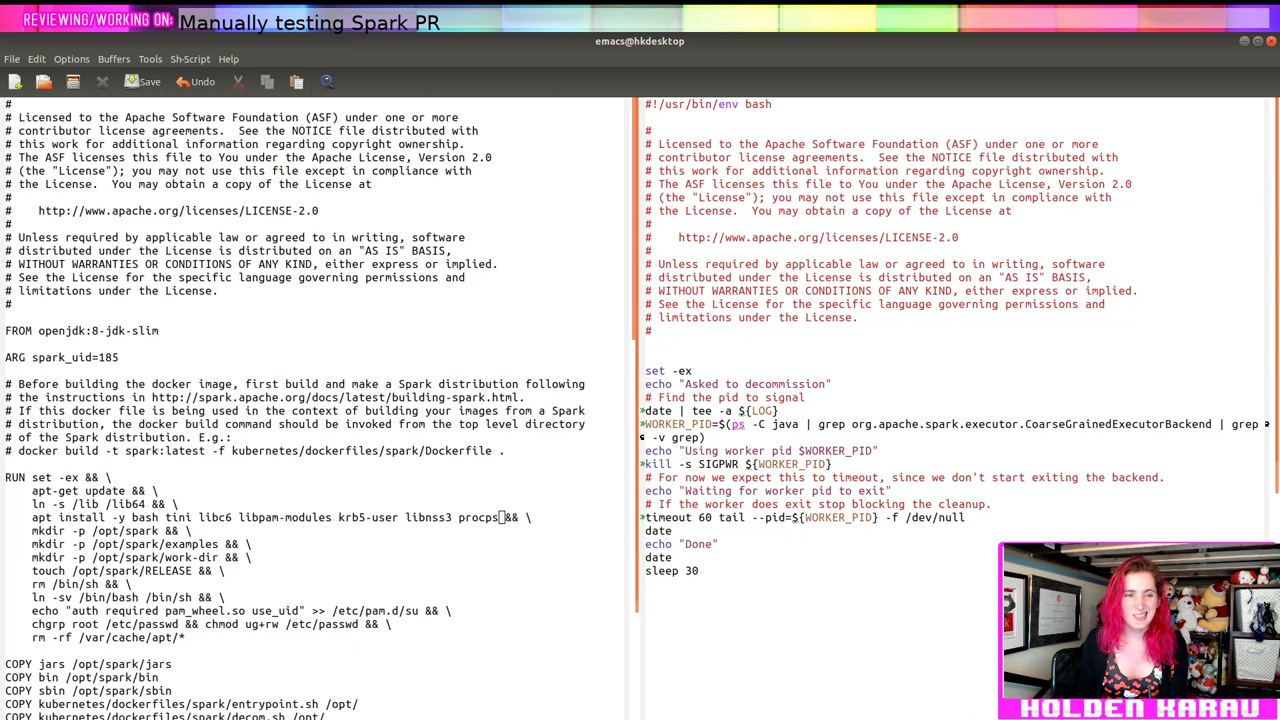 REVIEWING/WORKING ON: Manually testing Spark PR
emacs@hkdesktop
File Edit Options Buffers Tools Sh-Script Help
Save Undo
#
# Licensed to the Apache Software Foundation (ASF) under one or more
# contributor license agreements.  See the NOTICE file distributed with
# this work for additional information regarding copyright ownership.
# The ASF licenses this file to You under the Apache License, Version 2.0
# (the "License"); you may not use this file except in compliance with
# the License.  You may obtain a copy of the License at
#
#    http://www.apache.org/licenses/LICENSE-2.0
#
# Unless required by applicable law or agreed to in writing, software
# distributed under the License is distributed on an "AS IS" BASIS,
# WITHOUT WARRANTIES OR CONDITIONS OF ANY KIND, either express or implied.
# See the License for the specific language governing permissions and
# limitations under the License.
#
FROM openjdk:8-jdk-slim
ARG spark_uid=185
# Before building the docker image, first build and make a Spark distribution following
# the instructions in http://spark.apache.org/docs/latest/building-spark.html.
# If this docker file is being used in the context of building your images from a Spark
# distribution, the docker build command should be invoked from the top level directory
# of the Spark distribution. E.g.:
# docker build -t spark:latest -f kubernetes/dockerfiles/spark/Dockerfile .
RUN set -ex && \
    apt-get update && \
    ln -s /lib /lib64 && \
    apt install -y bash tini libc6 libpam-modules krb5-user libnss3 procps && \
    mkdir -p /opt/spark && \
    mkdir -p /opt/spark/examples && \
    mkdir -p /opt/spark/work-dir && \
    touch /opt/spark/RELEASE && \
    rm /bin/sh && \
    ln -sv /bin/bash /bin/sh && \
    echo "auth required pam_wheel.so use_uid" >> /etc/pam.d/su && \
    chgrp root /etc/passwd && chmod ug+rw /etc/passwd && \
    rm -rf /var/cache/apt/*
COPY jars /opt/spark/jars
COPY bin /opt/spark/bin
COPY sbin /opt/spark/sbin
COPY kubernetes/dockerfiles/spark/entrypoint.sh /opt/
COPY kubernetes/dockerfiles/spark/decom.sh /opt/
#!/usr/bin/env bash
#
# Licensed to the Apache Software Foundation (ASF) under one or more
# contributor license agreements.  See the NOTICE file distributed with
# this work for additional information regarding copyright ownership.
# The ASF licenses this file to You under the Apache License, Version 2.0
# (the "License"); you may not use this file except in compliance with
# the License.  You may obtain a copy of the License at
#
#    http://www.apache.org/licenses/LICENSE-2.0
#
# Unless required by applicable law or agreed to in writing, software
# distributed under the License is distributed on an "AS IS" BASIS,
# WITHOUT WARRANTIES OR CONDITIONS OF ANY KIND, either express or implied.
# See the License for the specific language governing permissions and
# limitations under the License.
#
set -ex
echo "Asked to decommission"
# Find the pid to signal
date | tee -a ${LOG}
WORKER_PID=$(ps -C java | grep org.apache.spark.executor.CoarseGrainedExecutorBackend | grep
 -v grep)
echo "Using worker pid $WORKER_PID"
kill -s SIGPWR ${WORKER_PID}
# For now we expect this to timeout, since we don't start exiting the backend.
echo "Waiting for worker pid to exit"
# If the worker does exit stop blocking the cleanup.
timeout 60 tail --pid=${WORKER_PID} -f /dev/null
date
echo "Done"
date
sleep 30
HOLDEN KARAU